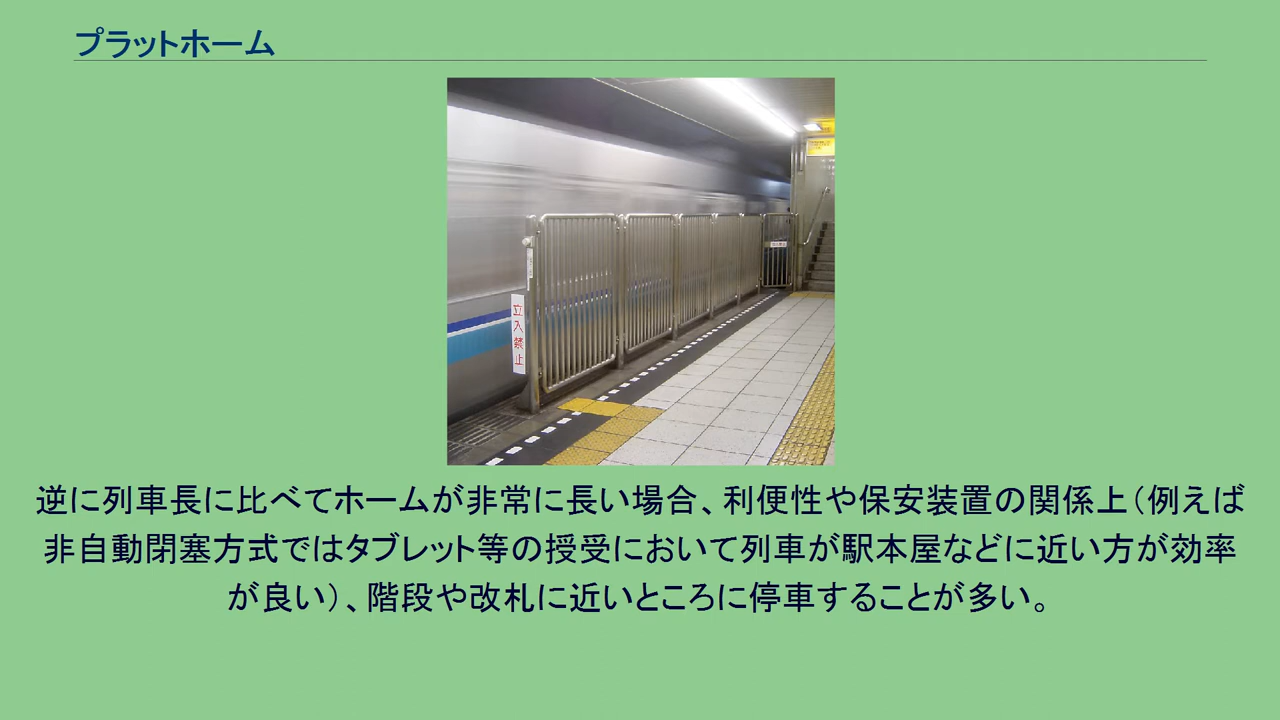 プラットホーム
立入禁止
逆に列車長に比べてホームが非常に長い場合、利便性や保安装置の関係上（例えば
非自動閉塞方式ではタブレット等の授受において列車が駅本屋などに近い方が効率
が良い）、階段や改札に近いところに停車することが多い。